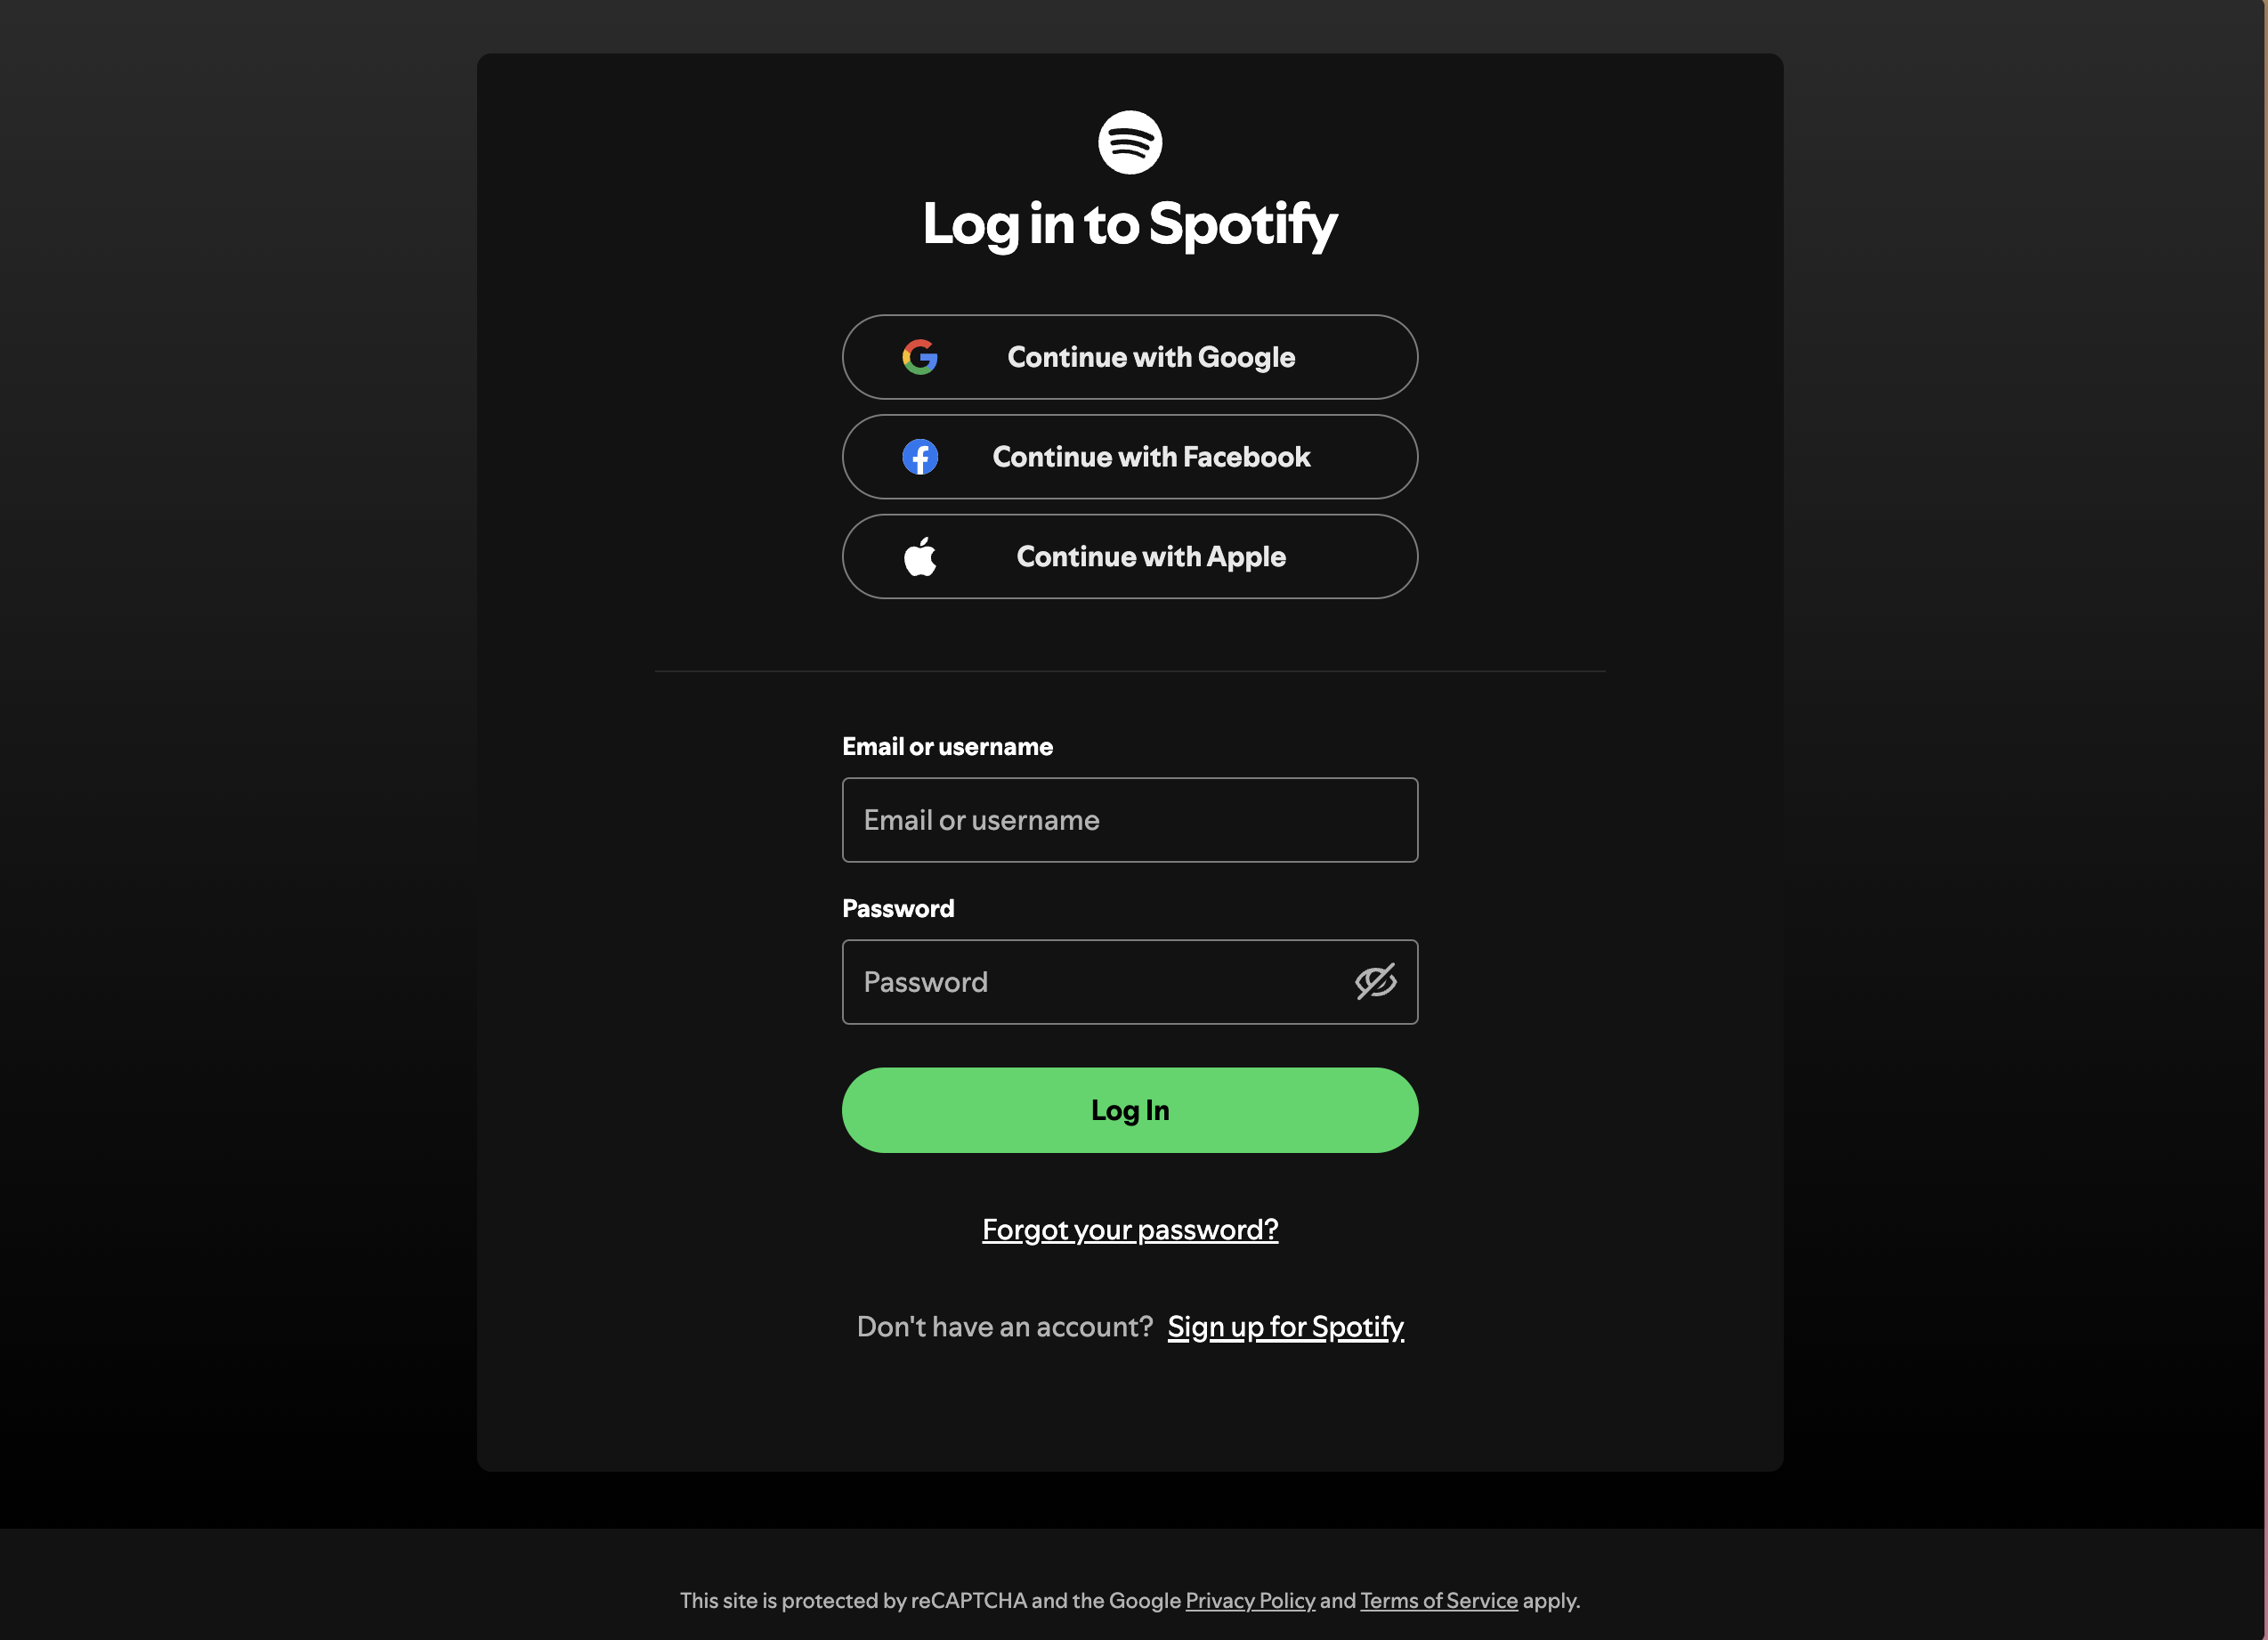 Log in to Spotify
Continue with Google
Continue with Facebook
Continue with Apple
Email or username
Email or username
Password
Password
Log In
Forgot your password?
Don't have an account? Sign up for Spotify
This site is protected by reCAPTCHA and the Google Privacy Policy and Terms of Service apply.